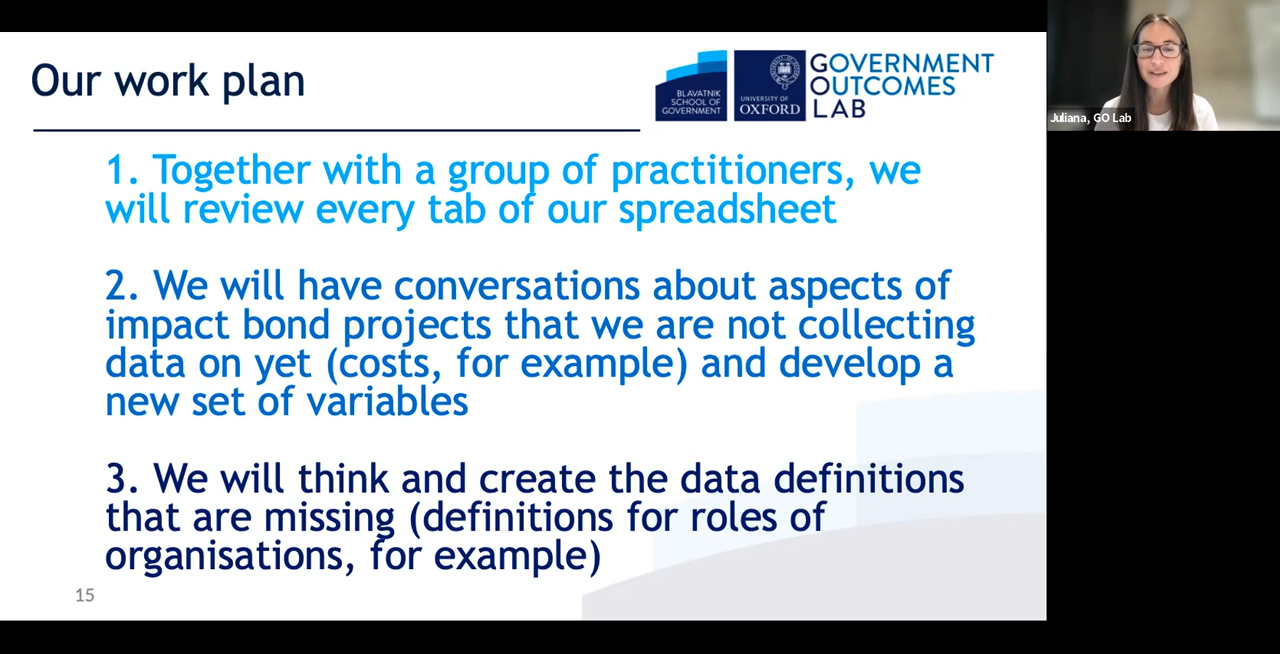 Our work plan
BLAVATNIK
SCHOOL OF
GOVERNMENT
UNIVERSITY OF
OXFORD
GOVERNMENT
OUTCOMES
LAB
Juliana, GO Lab
1. Together with a group of practitioners, we
will review every tab of our spreadsheet
2. We will have conversations about aspects of
impact bond projects that we are not collecting
data on yet (costs, for example) and develop a
new set of variables
3. We will think and create the data definitions
that are missing (definitions for roles of
organisations, for example)
15